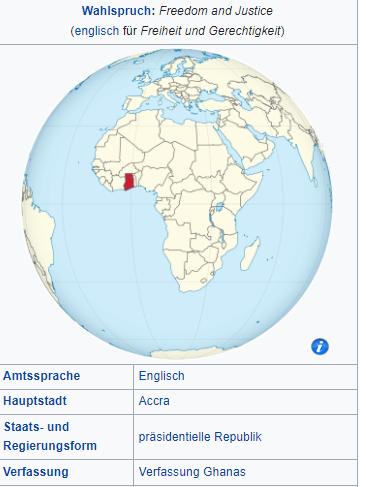 Wahlspruch: Freedom and Justice
(englisch für Freiheit und Gerechtigkeit)
i
Amtssprache Englisch
Hauptstadt Accra
Staats- und
Regierungsform präsidentielle Republik
Verfassung Verfassung Ghanas